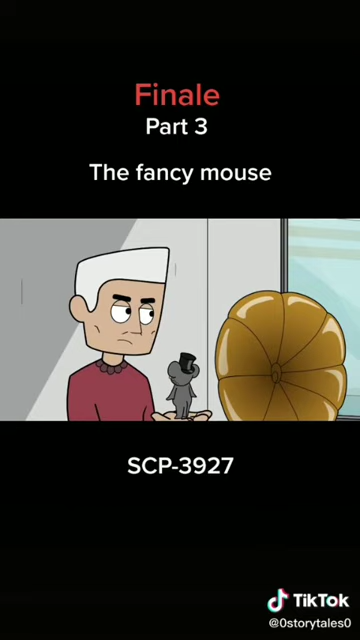 Finale
Part 3
The fancy mouse
SCP-3927
TikTok
@0storytales0